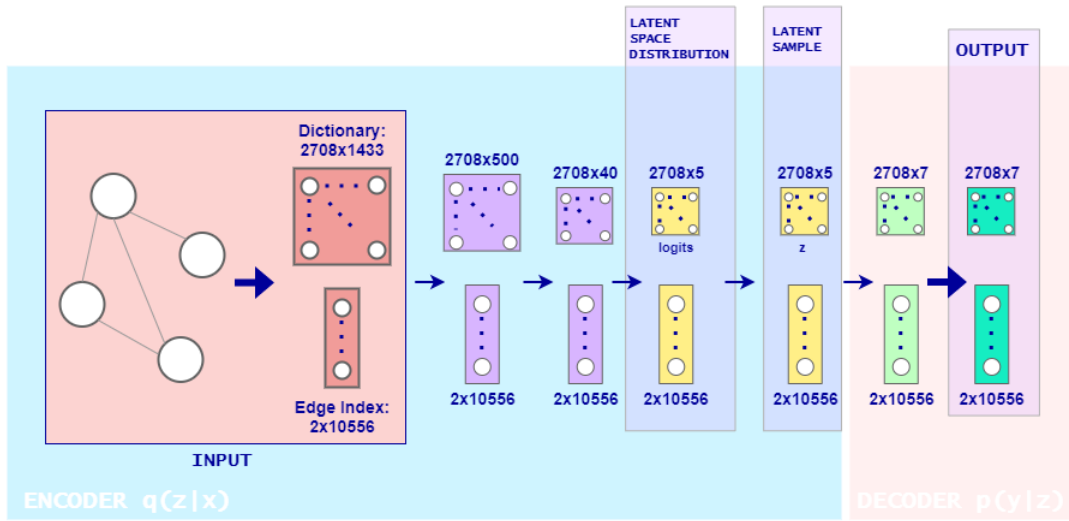 LATENT
SPACE
DISTRIBUTION
LATENT
SAMPLE
OUTPUT
Dictionary:
2708x1433
2708x500
2708x40
2708x5
2708x5
2708x7
2708x7
logits
z
Edge Index:
2x10556
2x10556
2x10556
2x10556
2x10556
2x10556
2x10556
INPUT
ENCODER q(z|x)
DECODER p(y|z)